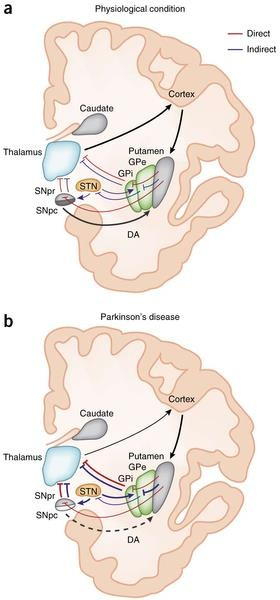 a
Physiological condition
Direct
Indirect
Cortex
Caudate
Thalamus
Putamen
GPe
GPi
STN
SNpr
SNpc
DA
b
Parkinson's disease
Cortex
Caudate
Thalamus
Putamen
GPe
GPi
STN
SNpr
SNpc
DA